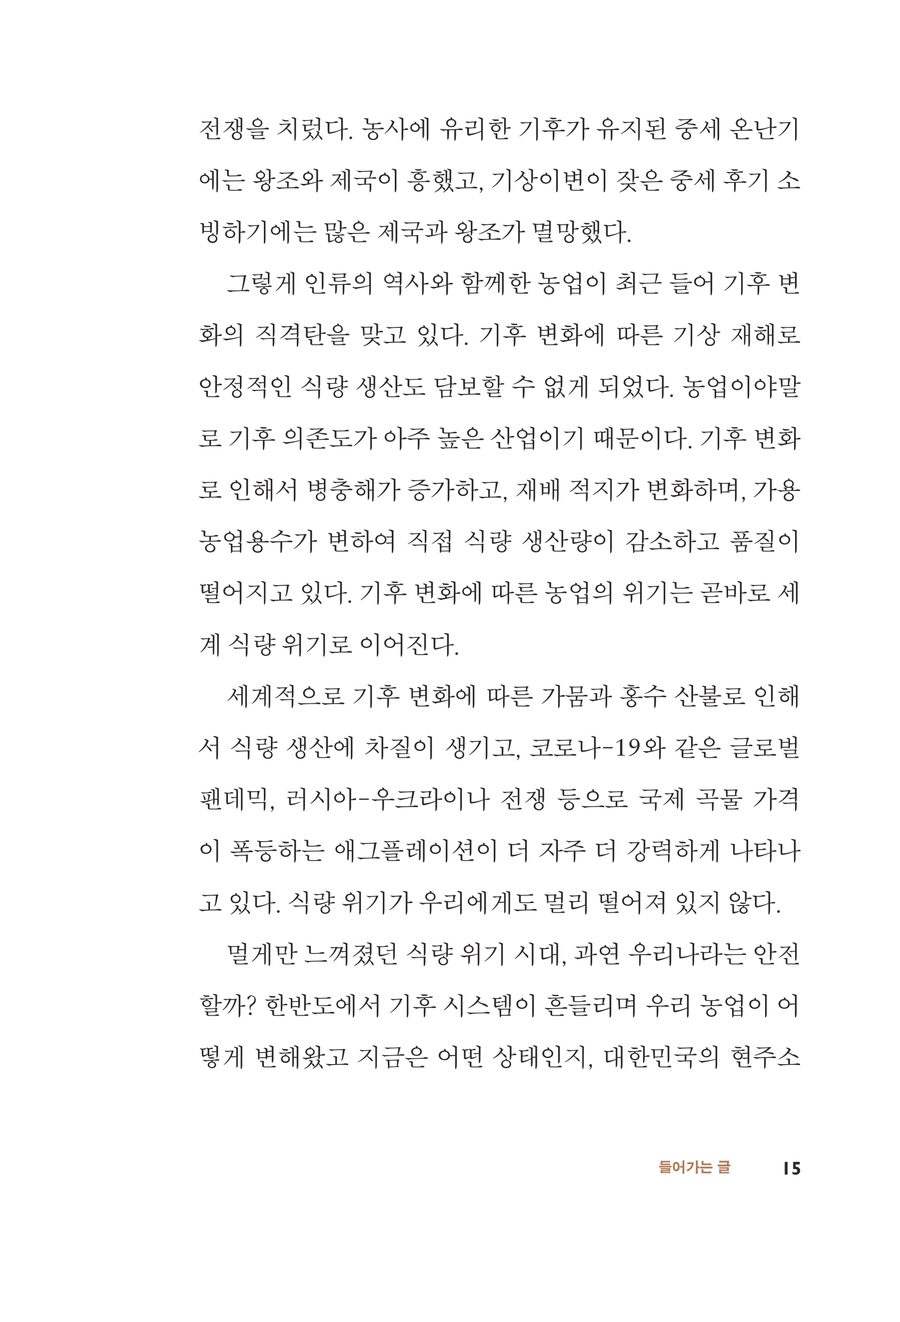 전쟁을 치렀다. 농사에 유리한 기후가 유지된 중세 온난기
에는 왕조와 제국이 흥했고, 기상이변이 잦은 중세 후기 소
빙하기에는 많은 제국과 왕조가 멸망했다.
그렇게 인류의 역사와 함께한 농업이 최근 들어 기후 변
화의 직격탄을 맞고 있다. 기후 변화에 따른 기상 재해로
안정적인 식량 생산도 담보할 수 없게 되었다. 농업이야말
로 기후 의존도가 아주 높은 산업이기 때문이다. 기후 변화
로 인해서 병충해가 증가하고, 재배 적지가 변화하며, 가용
농업용수가 변하여 직접 식량 생산량이 감소하고 품질이
떨어지고 있다. 기후 변화에 따른 농업의 위기는 곧바로 세
계 식량 위기로 이어진다.
세계적으로 기후 변화에 따른 가뭄과 홍수 산불로 인해
서 식량 생산에 차질이 생기고, 코로나-19와 같은 글로벌
팬데믹, 러시아-우크라이나 전쟁 등으로 국제 곡물 가격
이 폭등하는 애그플레이션이 더 자주 더 강력하게 나타나
고 있다. 식량 위기가 우리에게도 멀리 떨어져 있지 않다.
멀게만 느껴졌던 식량 위기 시대, 과연 우리나라는 안전
할까? 한반도에서 기후 시스템이 흔들리며 우리 농업이 어
떻게 변해왔고 지금은 어떤 상태인지, 대한민국의 현주소
들어가는 글 15